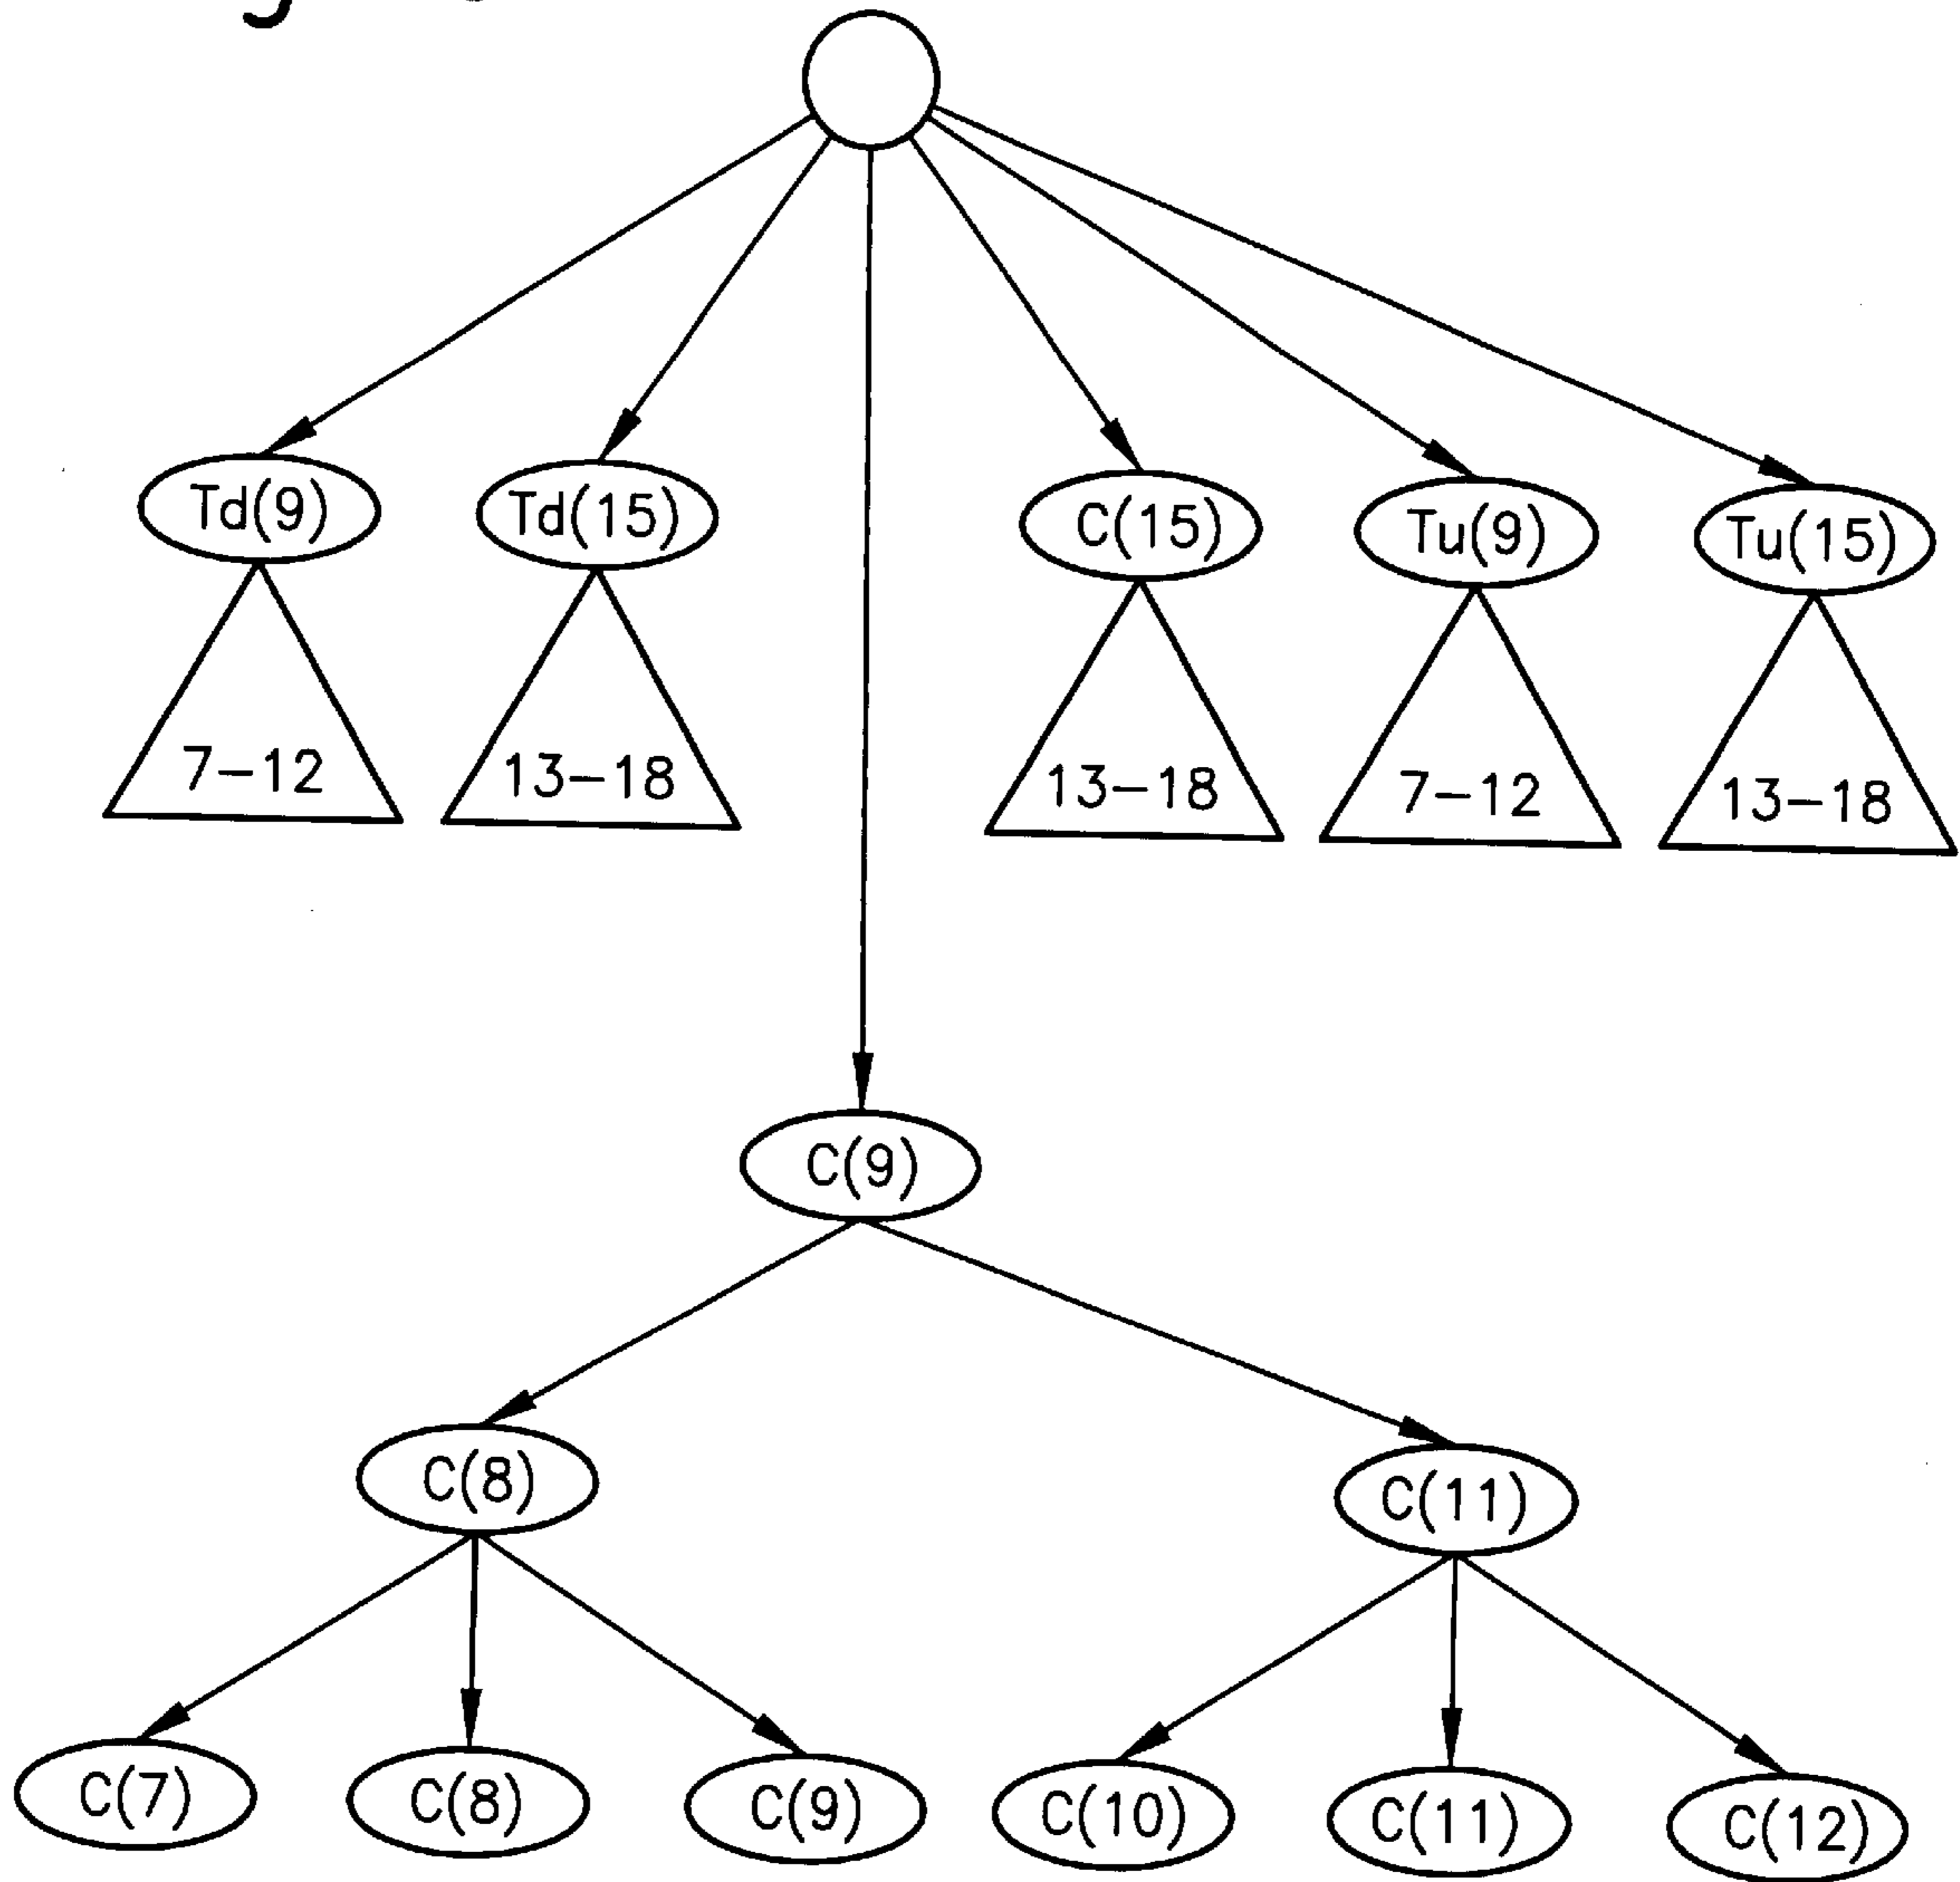 Td(9)
Td(15)
C(15)
Tu(9)
Tu(15)
7–12
13–18
13–18
7–12
13–18
C(9)
C(8)
C(11)
C(7)
C(8)
C(9)
C(10)
C(11)
C(12)